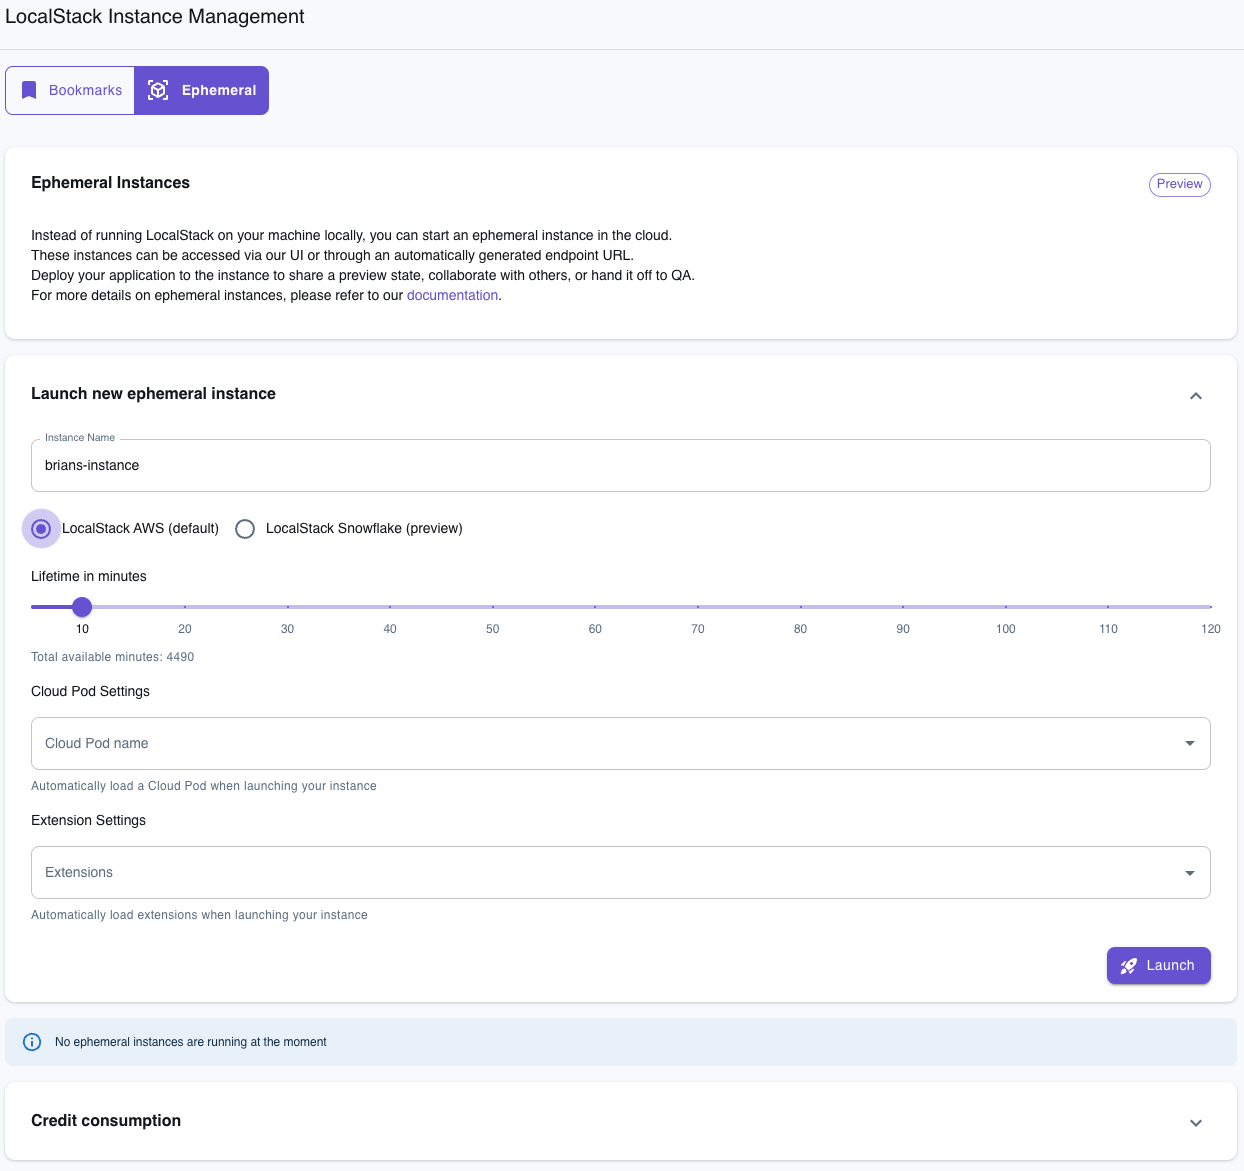 LocalStack Instance Management
Bookmarks
Ephemeral
Ephemeral Instances
Preview
Instead of running LocalStack on your machine locally, you can start an ephemeral instance in the cloud.
These instances can be accessed via our UI or through an automatically generated endpoint URL.
Deploy your application to the instance to share a preview state, collaborate with others, or hand it off to QA.
For more details on ephemeral instances, please refer to our documentation.
Launch new ephemeral instance
Instance Name
brians-instance
LocalStack AWS (default)
LocalStack Snowflake (preview)
Lifetime in minutes
10 20 30 40 50 60 70 80 90 100 110 120
Total available minutes: 4490
Cloud Pod Settings
Cloud Pod name
Automatically load a Cloud Pod when launching your instance
Extension Settings
Extensions
Automatically load extensions when launching your instance
Launch
No ephemeral instances are running at the moment
Credit consumption